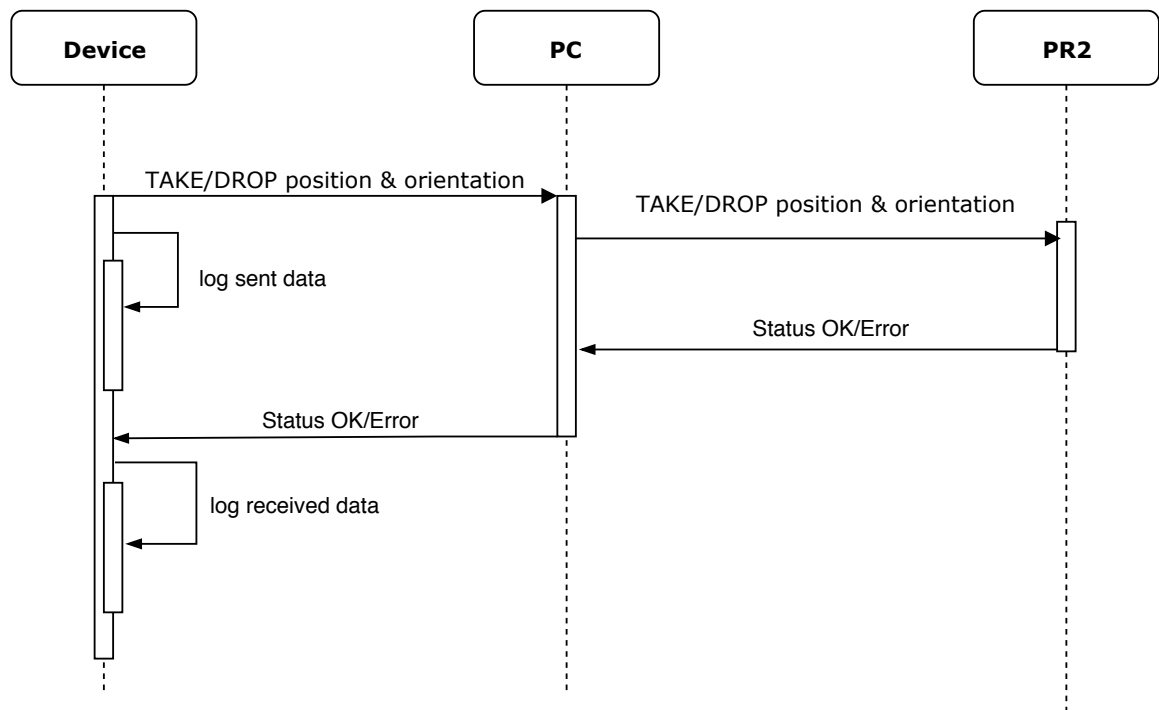 Device
PC
PR2
TAKE/DROP position & orientation
TAKE/DROP position & orientation
log sent data
Status OK/Error
Status OK/Error
log received data